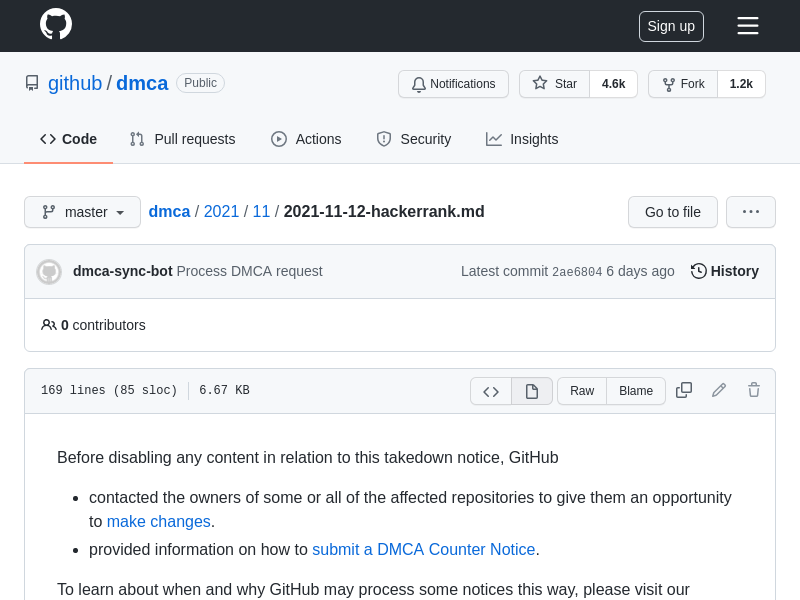 Sign up
github / dmca Public
Notifications Star 4.6k Fork 1.2k
Code Pull requests Actions Security Insights
master dmca / 2021 / 11 / 2021-11-12-hackerrank.md Go to file
dmca-sync-bot Process DMCA request Latest commit 2ae6804 6 days ago History
0 contributors
169 lines (85 sloc) 6.67 KB Raw Blame
Before disabling any content in relation to this takedown notice, GitHub
contacted the owners of some or all of the affected repositories to give them an opportunity
to make changes.
provided information on how to submit a DMCA Counter Notice.
To learn about when and why GitHub may process some notices this way, please visit our